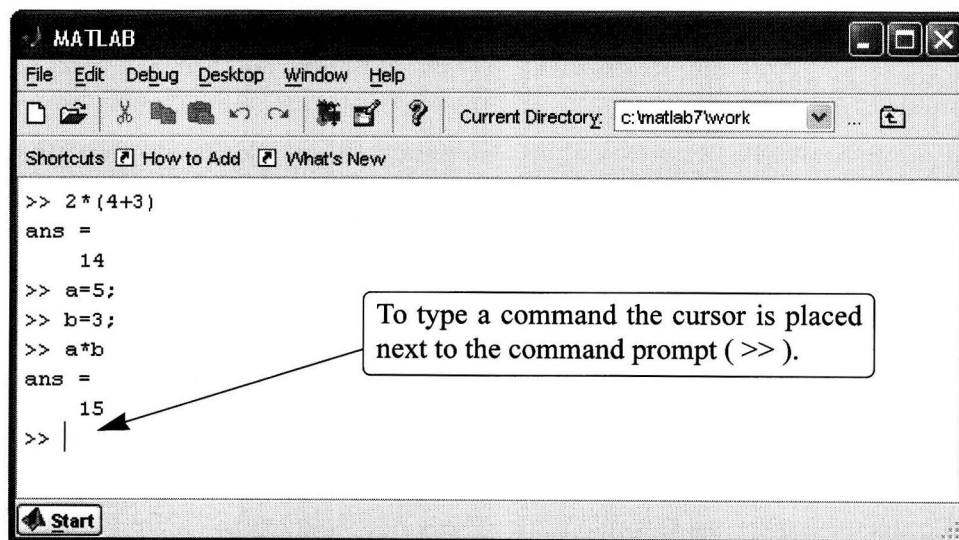 MATLAB
File Edit Debug Desktop Window Help
Current Directory: c:\matlab7\work ...
Shortcuts How to Add What's New
>> 2*(4+3)
ans =
14
>> a=5;
>> b=3;
>> a*b
ans =
15
>>
To type a command the cursor is placed
next to the command prompt ( >> ).
Start